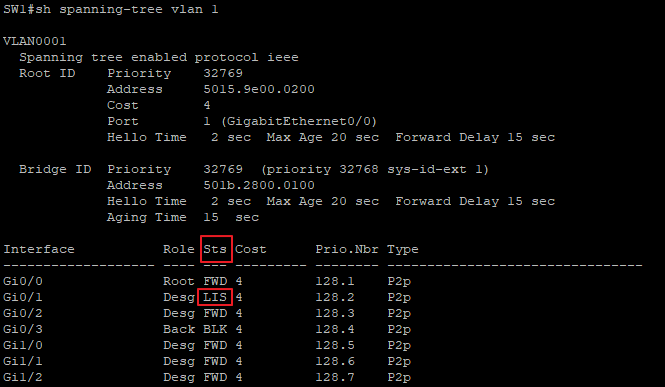 SW1#sh spanning-tree vlan 1
VLAN0001
Spanning tree enabled protocol ieee
Root ID Priority 32769
Address 5015.9e00.0200
Cost 4
Port 1 (GigabitEthernet0/0)
Hello Time 2 sec Max Age 20 sec Forward Delay 15 sec
Bridge ID Priority 32769 (priority 32768 sys-id-ext 1)
Address 501b.2800.0100
Hello Time 2 sec Max Age 20 sec Forward Delay 15 sec
Aging Time 15 sec
Interface Role Sts Cost Prio.Nbr Type
------------------- ---- --- --------- -------- --------------------------------
Gi0/0 Root FWD 4 128.1 P2p
Gi0/1 Desg LIS 4 128.2 P2p
Gi0/2 Desg FWD 4 128.3 P2p
Gi0/3 Back BLK 4 128.4 P2p
Gi1/0 Desg FWD 4 128.5 P2p
Gi1/1 Desg FWD 4 128.6 P2p
Gi1/2 Desg FWD 4 128.7 P2p